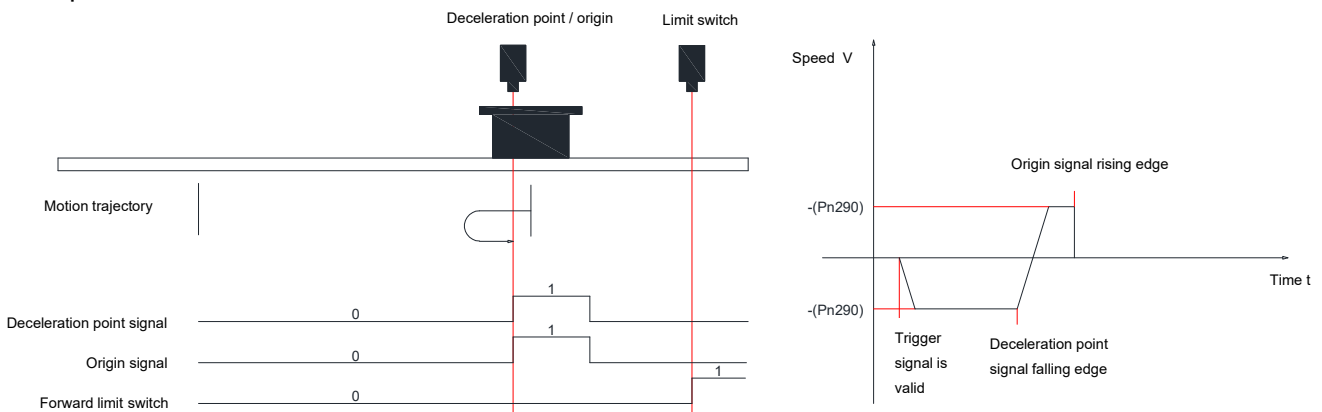 Deceleration point / origin
Limit switch
Motion trajectory
Deceleration point signal
0
1
Origin signal
0
1
Forward limit switch
0
1
Speed V
Origin signal rising edge
-(Pn290)
Time t
-(Pn290)
Trigger
signal is
valid
Deceleration point
signal falling edge